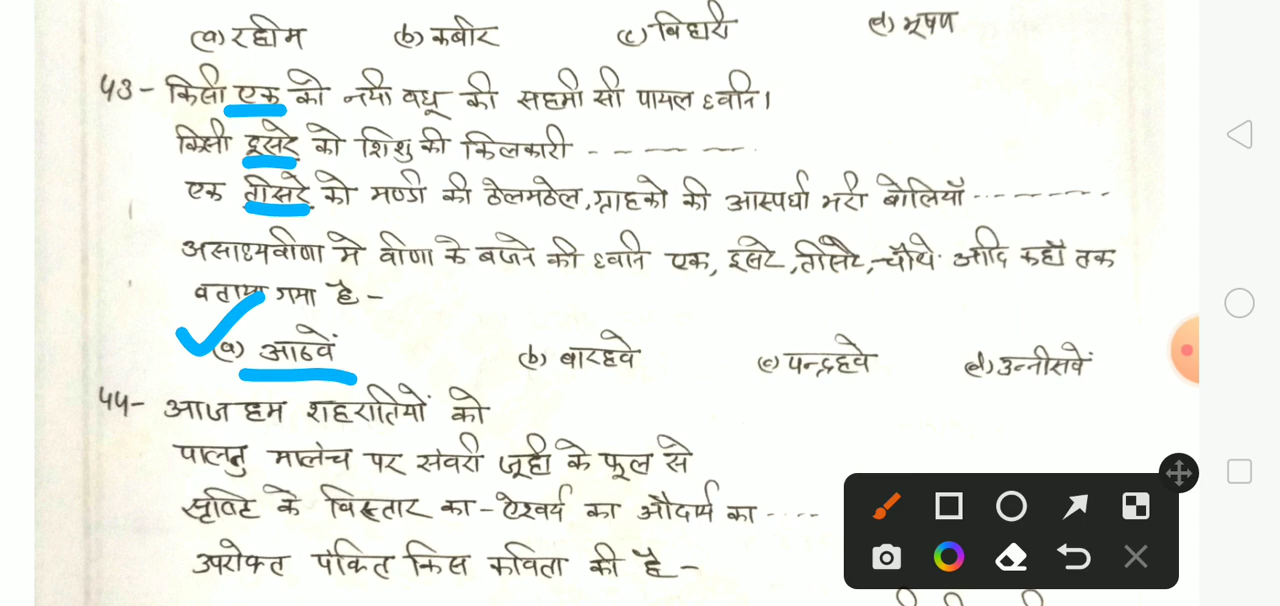 (a) रहीम (b) कबीर (c) बिहारी (d) भूषण
43- किसी एक को नयी वधू की सहमी सी पायल ध्वनि।
किसी दूसरे को शिशु की किलकारी -----
एक तीसरे को मण्डी की ठेलमठेल, ग्राहको की आस्पर्धा भरी बोलियाँ --------
असाध्यवीणा मे वीणा के बजने की ध्वनि एक, दूसरे, तीसरे, चौथे आदि कहाँ तक
बताया गया है -
(a) आठवें (b) बारहवे (c) पन्द्रहवे (d) उन्नीसवें
44- आज हम शहरातियों को
पालतु मालंच पर संवरी जूही के फूल से
सृष्टि के विस्तार का - ऐश्वर्य का औदार्य का ----
उपरोक्त पंक्ति किस कविता की है -